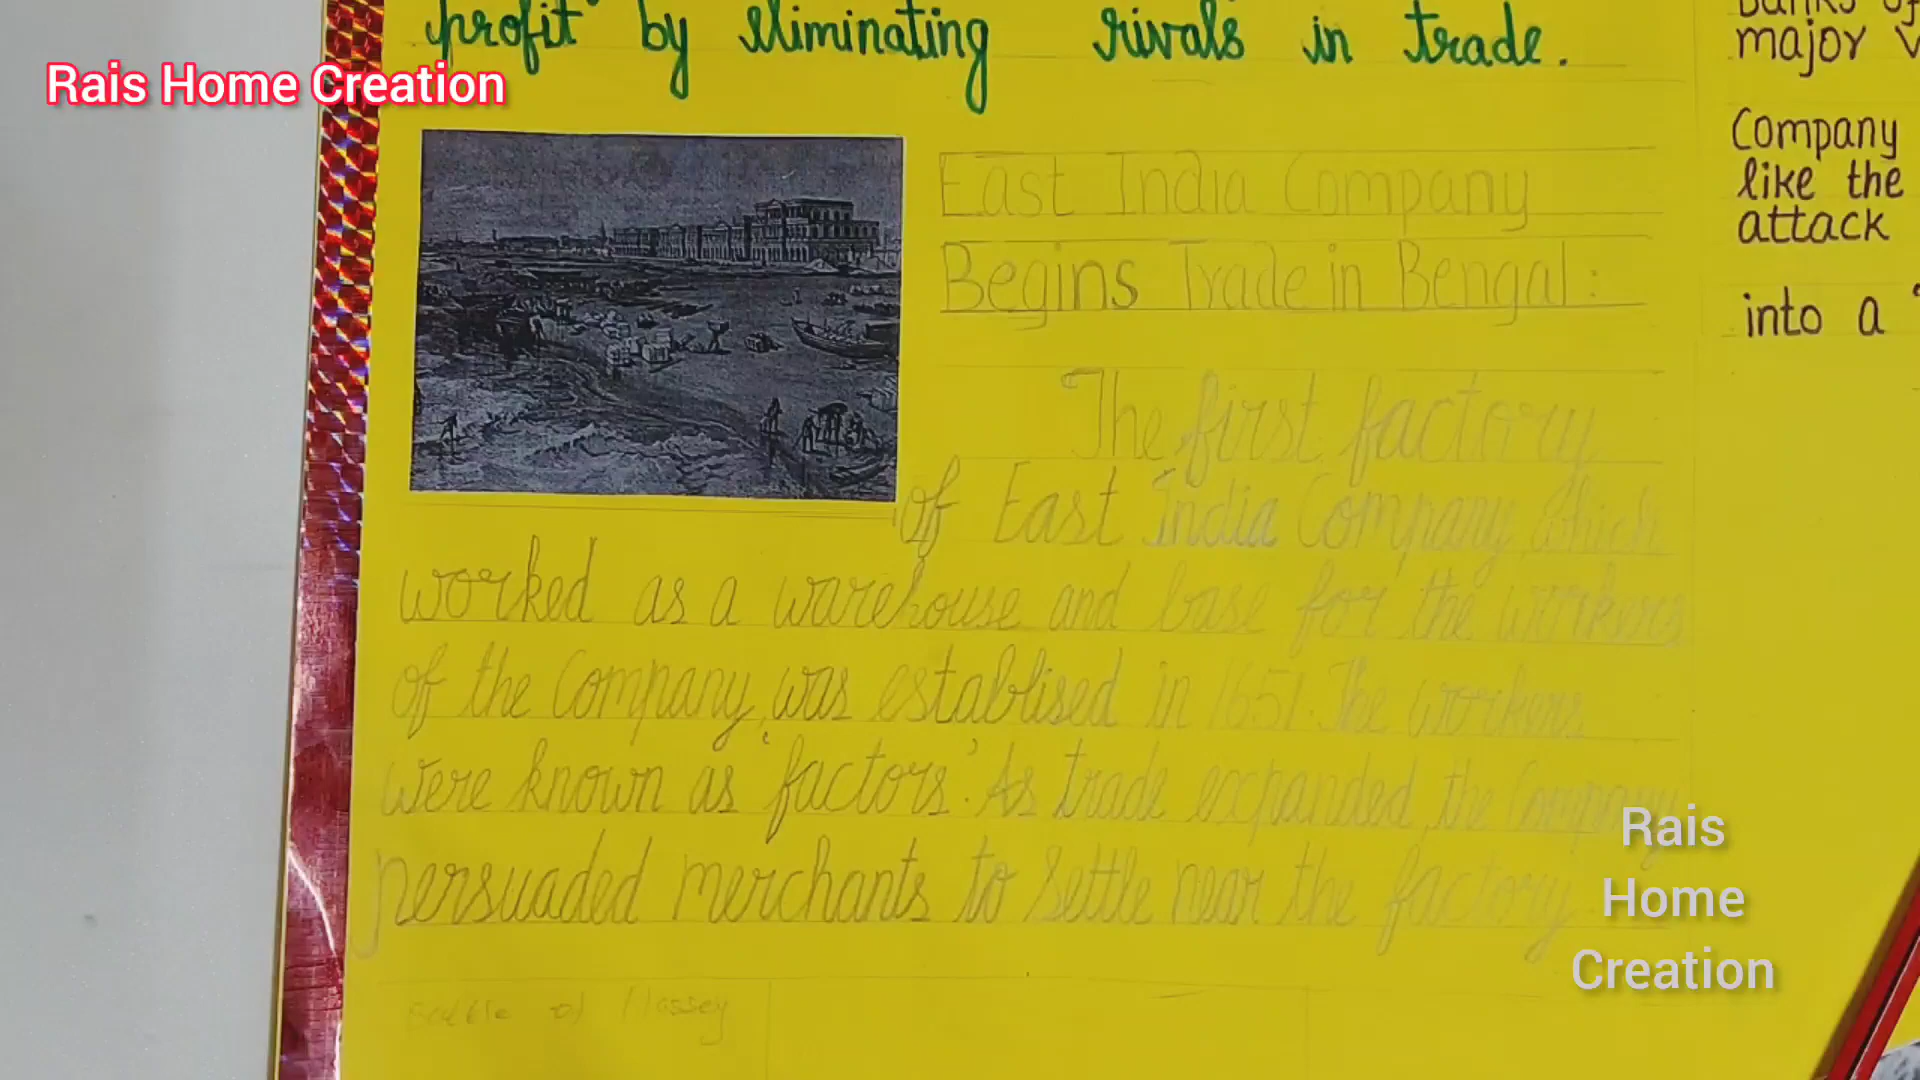 profit by eliminating rivals in trade.
Rais Home Creation
East India Company
Begins Trade in Bengal:
The first factory
of East India Company which
worked as a warehouse and base for the workers
of the Company, was establised in 1651. The workers
were known as 'factors'. As trade expanded, the Company
persuaded merchants to settle near the factory
Battle of Plassey
major
Company
like the
attack
into a
Rais
Home
Creation